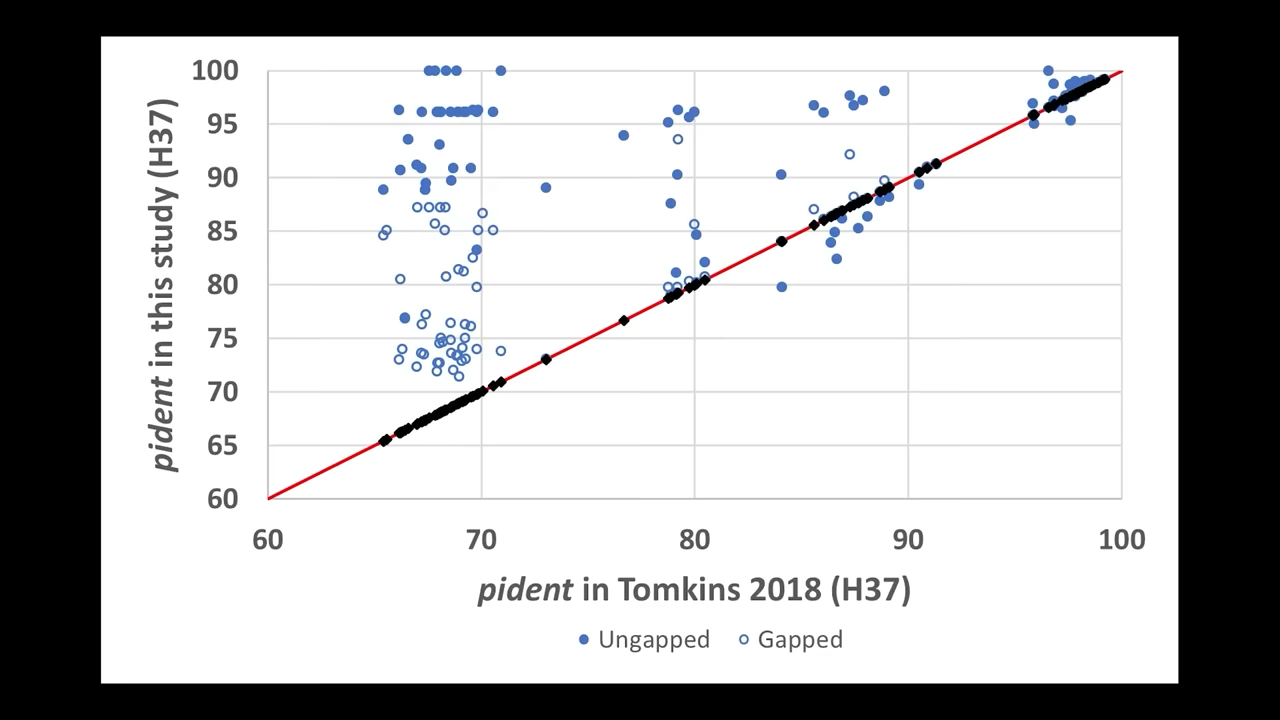 pident in this study (H37)
100
95
90
85
80
75
70
65
60
60 70 80 90 100
pident in Tomkins 2018 (H37)
Ungapped Gapped